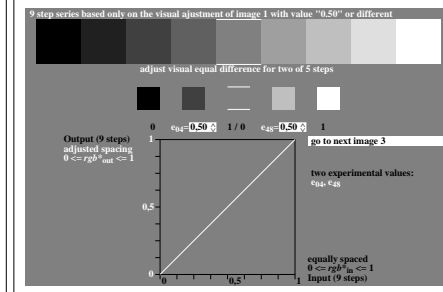 9 step series based only on the visual ajustment of image 1 with value "0.50" or different
adjust visual equal difference for two of 5 steps
0 e04=0,50 1 / 0 e48=0,50 1
Output (9 steps)
adjusted spacing
0 <= rgb*out <= 1
1
go to next image 3
two experimental values:
e04, e48
0,5
equally spaced
0 <= rgb*in <= 1
Input (9 steps)
0
0 0,5 1